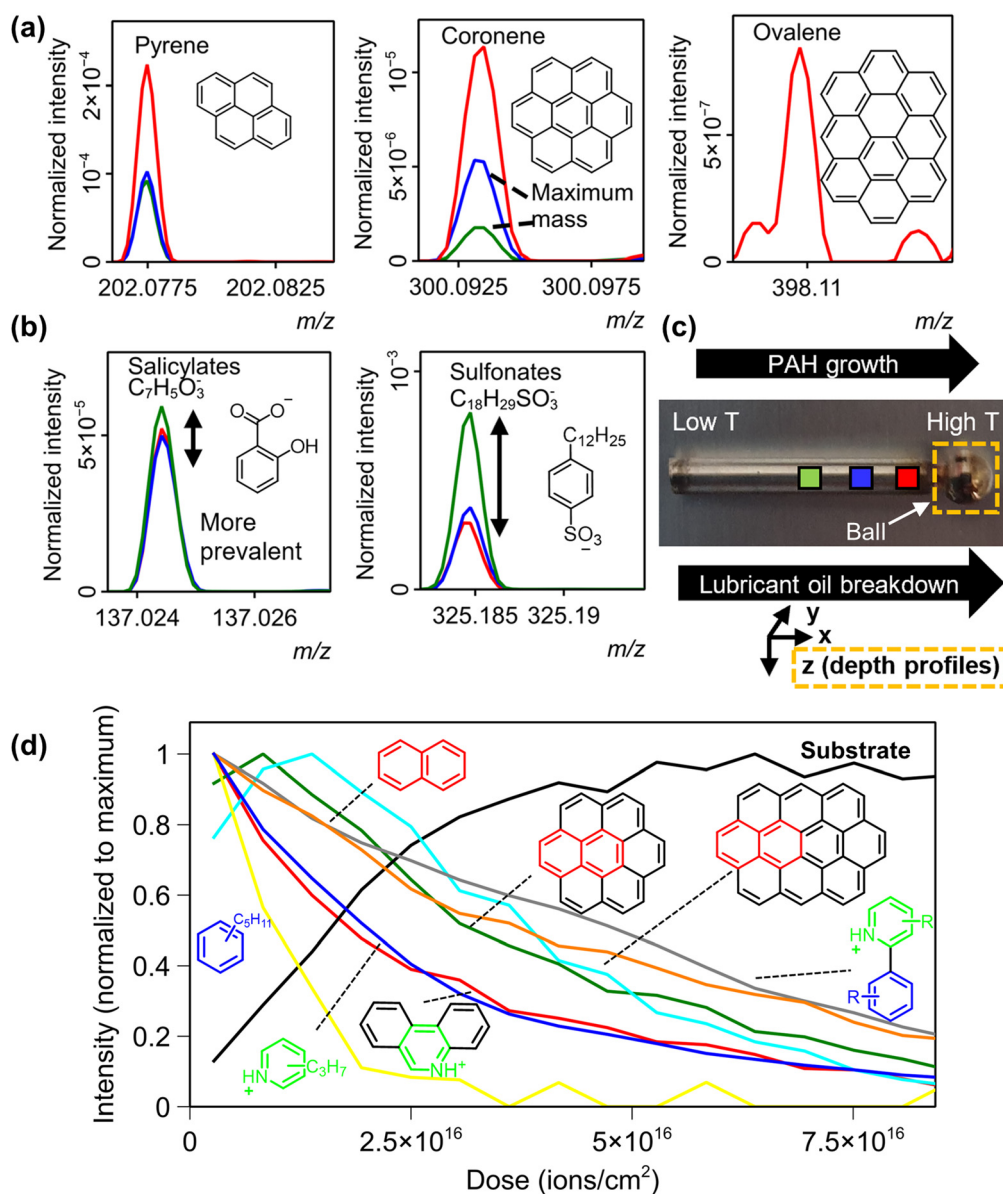 (a)
Pyrene
Normalized intensity
2×10⁻⁴
10⁻⁴
0
202.0775
202.0825
m/z
Coronene
Normalized intensity
10⁻⁵
5×10⁻⁶
0
Maximum
mass
300.0925
300.0975
m/z
Ovalene
Normalized intensity
5×10⁻⁷
0
398.11
m/z
(b)
Salicylates
C₇H₅O₃⁻
Normalized intensity
5×10⁻⁵
0
O
O⁻
OH
More
prevalent
137.024
137.026
m/z
Sulfonates
C₁₈H₂₉SO₃⁻
Normalized intensity
10⁻³
0
C₁₂H₂₅
SO₃
−
325.185
325.19
m/z
(c)
PAH growth
Low T
High T
Ball
Lubricant oil breakdown
y
x
z (depth profiles)
(d)
Intensity (normalized to maximum)
1
0.8
0.6
0.4
0.2
0
Substrate
C₅H₁₁
HN
+
C₃H₇
NH⁺
HN
+
R
R
0
2.5×10¹⁶
5×10¹⁶
7.5×10¹⁶
Dose (ions/cm²)